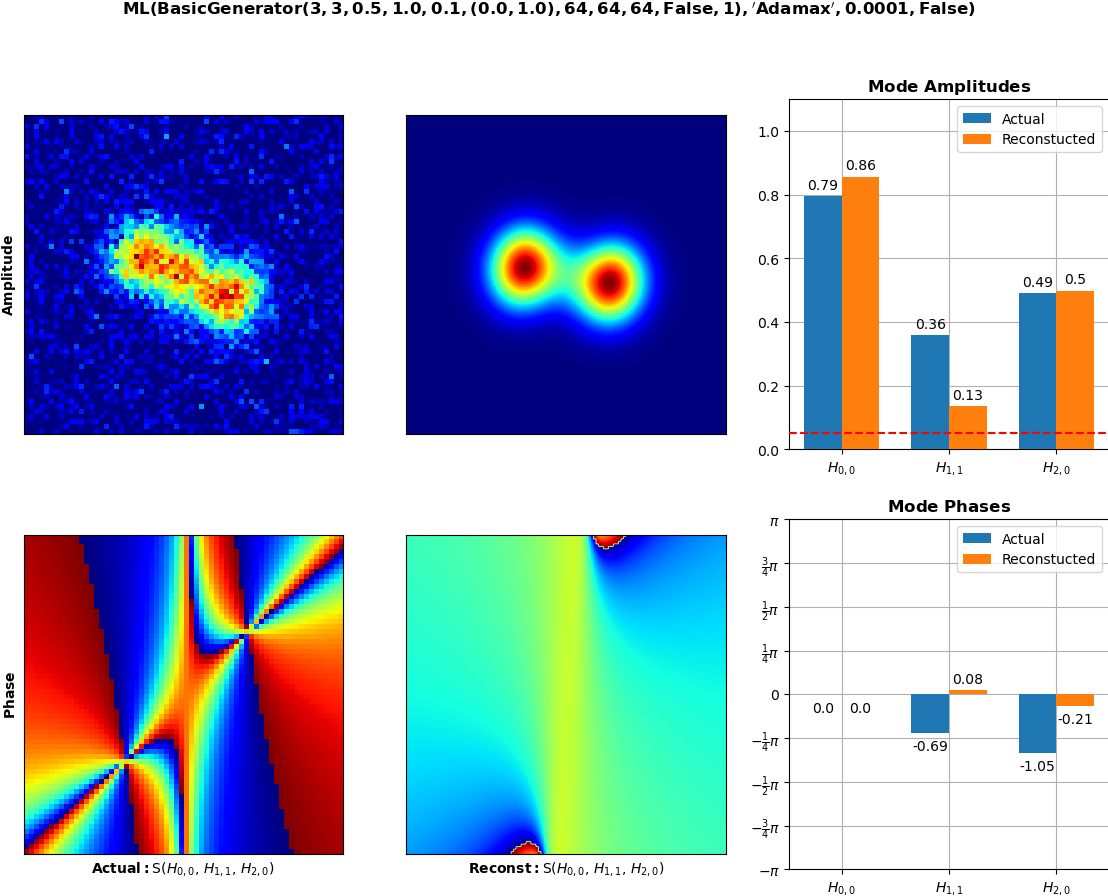 ML(BasicGenerator(3, 3, 0.5, 1.0, 0.1, (0.0, 1.0), 64, 64, 64, False, 1), 'Adamax', 0.0001, False)
Amplitude
Mode Amplitudes
Actual
Reconstucted
1.0
0.8
0.6
0.4
0.2
0.0
0.79
0.86
0.36
0.13
0.49
0.5
H0,0
H1,1
H2,0
Phase
Actual: S(H0,0, H1,1, H2,0)
Reconst: S(H0,0, H1,1, H2,0)
Mode Phases
Actual
Reconstucted
π
3/4π
1/2π
1/4π
0
−1/4π
−1/2π
−3/4π
−π
0.0
0.0
-0.69
0.08
-1.05
-0.21
H0,0
H1,1
H2,0